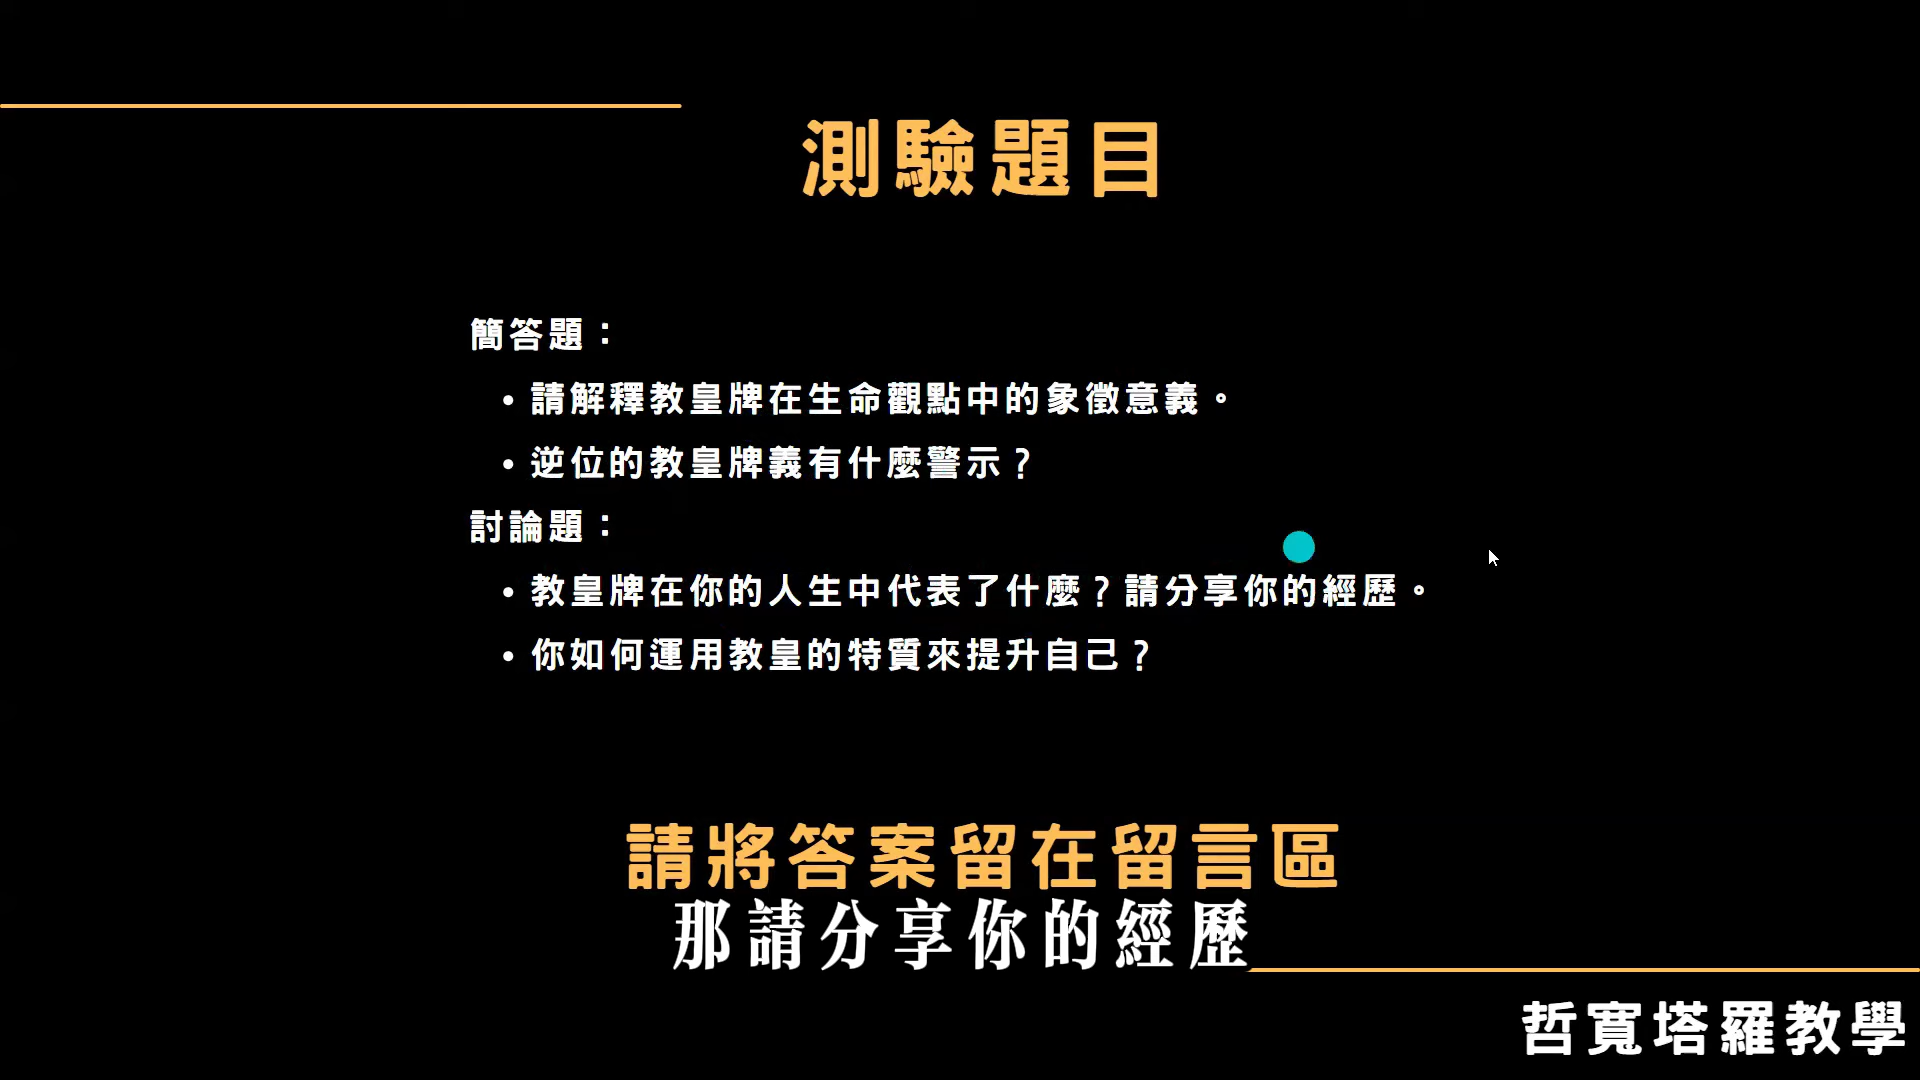 測驗題目
簡答題：
•請解釋教皇牌在生命觀點中的象徵意義。
•逆位的教皇牌義有什麼警示？
討論題：
•教皇牌在你的人生中代表了什麼？請分享你的經歷。
•你如何運用教皇的特質來提升自己？
請將答案留在留言區
那請分享你的經歷
哲寬塔羅教學